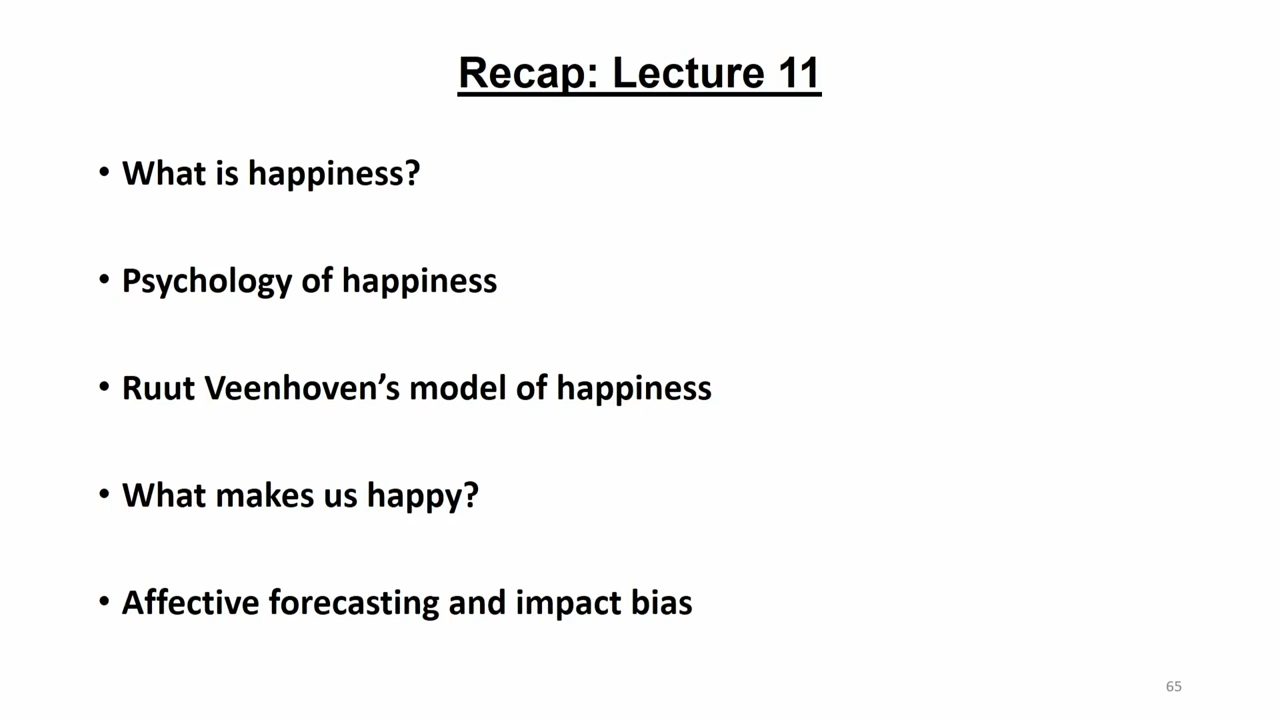 Recap: Lecture 11
• What is happiness?
• Psychology of happiness
• Ruut Veenhoven’s model of happiness
• What makes us happy?
• Affective forecasting and impact bias
65